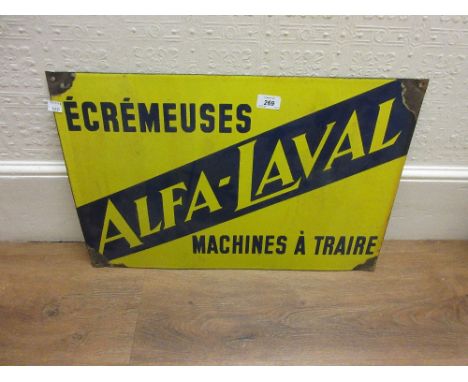 ÉCRÉMEUSES
269
ALFA-LAVAL
MACHINES À TRAIRE